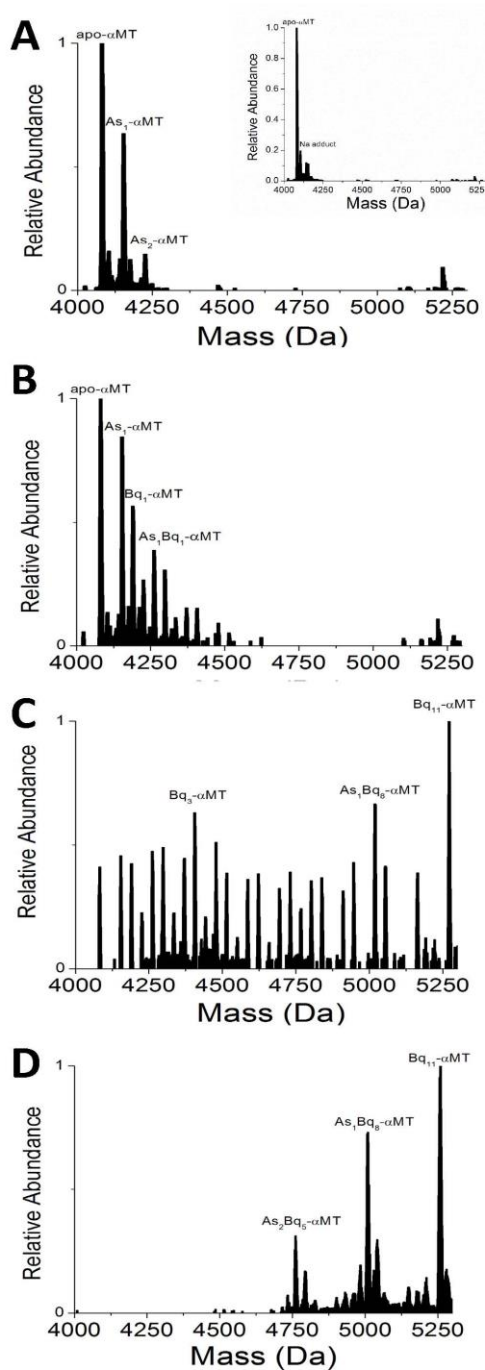 A
apo-αMT
As₁-αMT
As₂-αMT
1
0
Relative Abundance
4000 4250 4500 4750 5000 5250
Mass (Da)
apo-αMT
Na adduct
1.0
0.8
0.6
0.4
0.2
0.0
Relative Abundance
4000 4250 4500 4750 5000 5250
Mass (Da)
B
apo-αMT
As₁-αMT
Bq₁-αMT
As₁Bq₁-αMT
1
0
Relative Abundance
4000 4250 4500 4750 5000 5250
C
Bq₁₁-αMT
Bq₃-αMT
As₁Bq₈-αMT
1
0
Relative Abundance
4000 4250 4500 4750 5000 5250
Mass (Da)
D
Bq₁₁-αMT
As₁Bq₈-αMT
As₂Bq₅-αMT
1
0
Relative Abundance
4000 4250 4500 4750 5000 5250
Mass (Da)